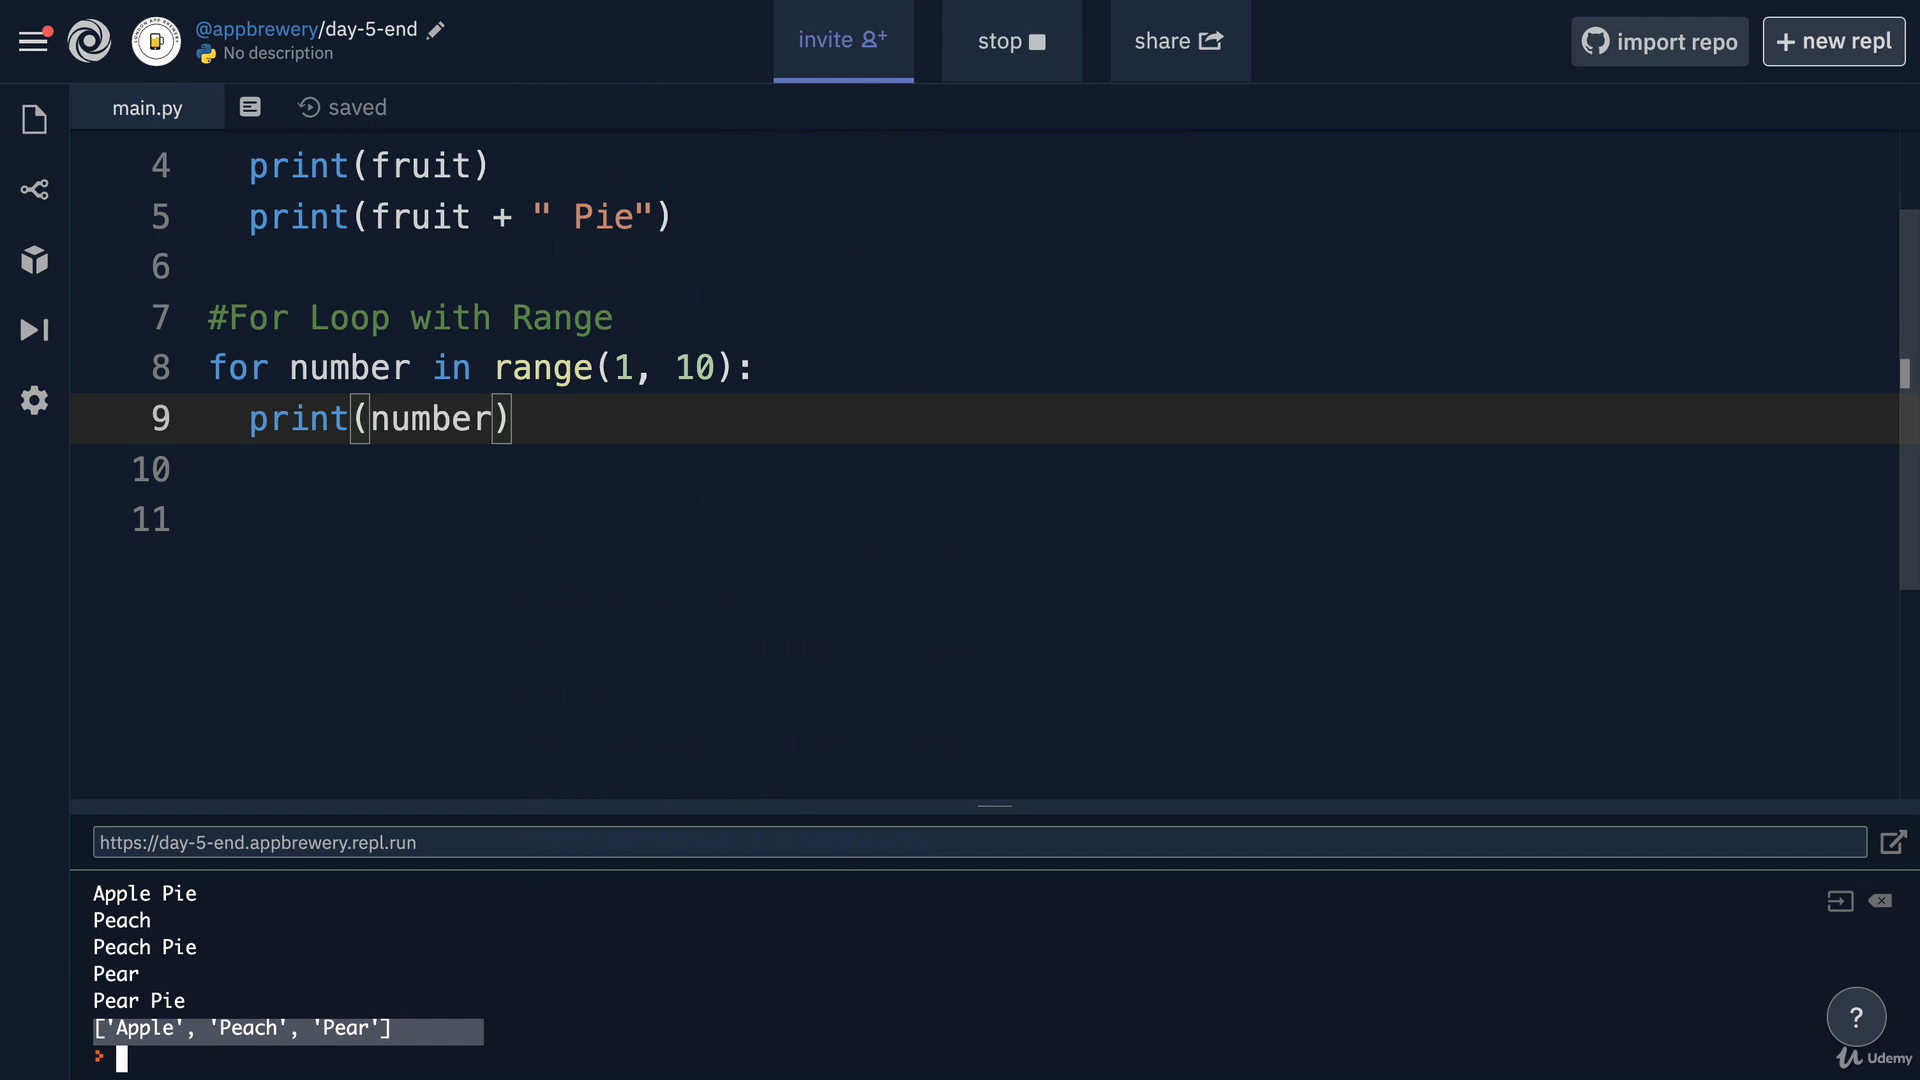 @appbrewery/day-5-end
No description
invite
stop
share
import repo
+ new repl
main.py
saved
4 print(fruit)
5 print(fruit + " Pie")
6
7 #For Loop with Range
8 for number in range(1, 10):
9 print(number)
10
11
https://day-5-end.appbrewery.repl.run
Apple Pie
Peach
Peach Pie
Pear
Pear Pie
['Apple', 'Peach', 'Pear']
?
Udemy